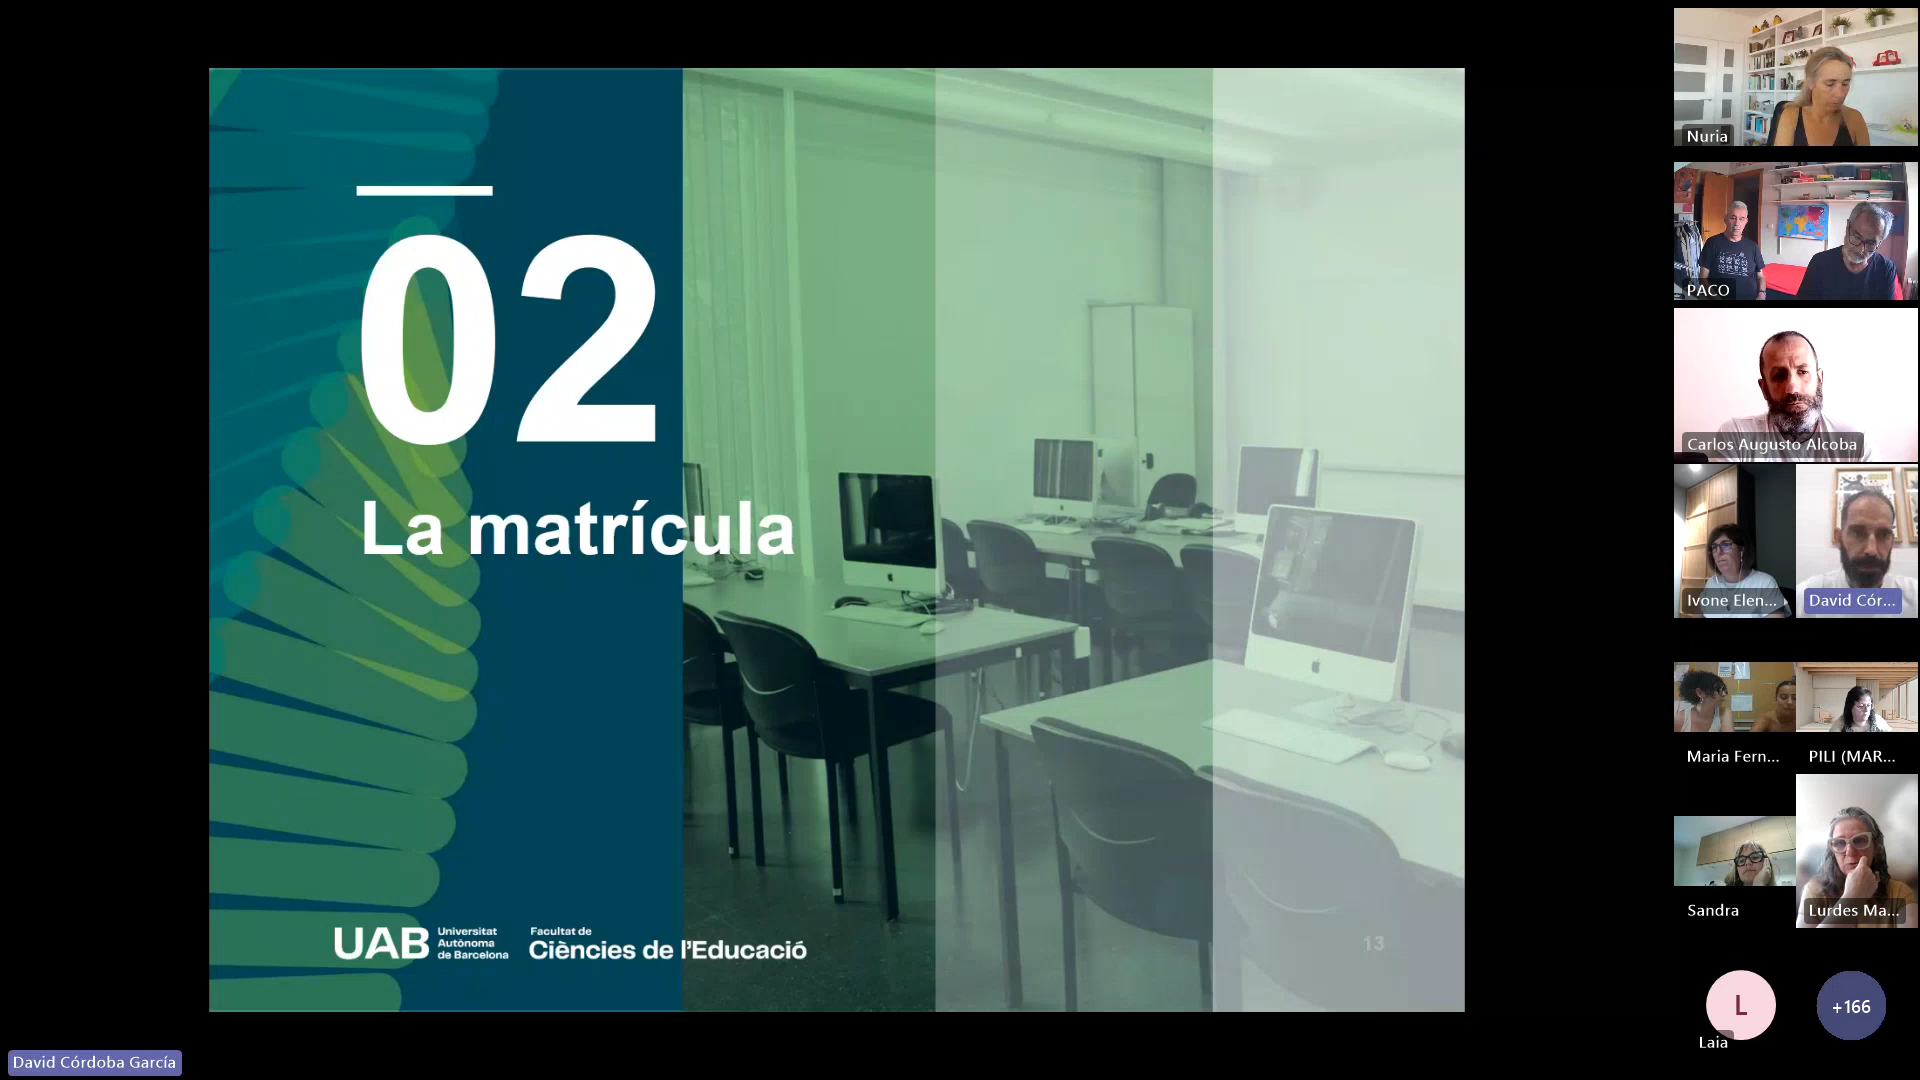 02
La matrícula
UAB
Universitat
Autònoma
de Barcelona
Facultat de
Ciències de l'Educació
13
David Córdoba García
Nuria
PACO
Carlos Augusto Alcoba
Ivone Elen...
David Cór...
Maria Fern...
PILI (MAR...
Sandra
Lurdes Ma...
L
Laia
+166